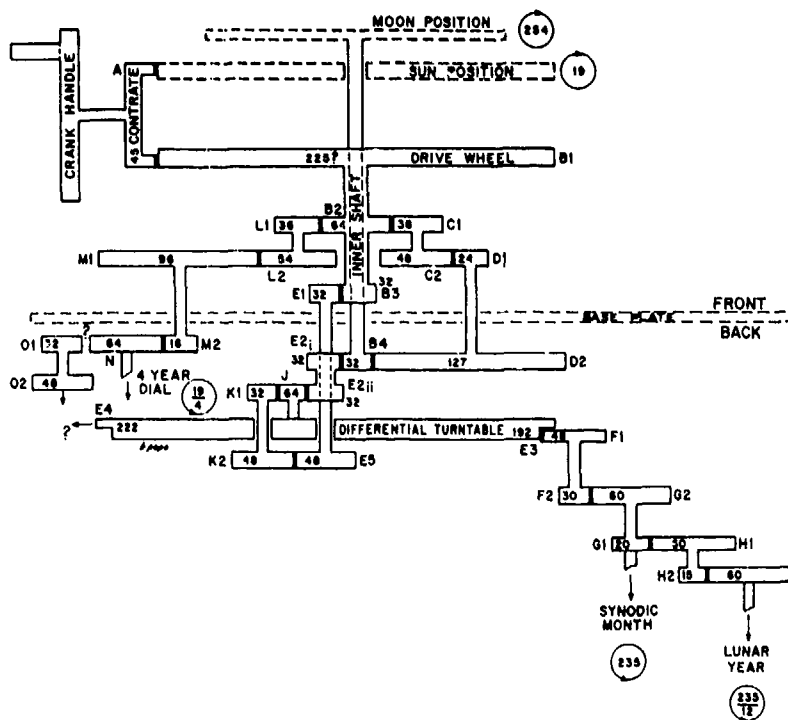 MOON POSITION
254
CRANK HANDLE
A
45 CONTRATE
SUN POSITION
19
225?
DRIVE WHEEL
B1
INNER SHAFT
B2
L1
36
64
38
C1
M1
96
54
L2
48
C2
24
D1
E1
32
32
B3
FRONT
BASE PLATE
BACK
?
O1
32
64
N
16
M2
E2i
32
32
B4
127
D2
O2
48
4 YEAR
DIAL
19
4
K1
32
J
64
E2ii
32
E4
?
222
DIFFERENTIAL TURNTABLE
192
E3
F1
K2
48
48
E5
F2
30
60
G2
G1
20
H1
H2
15
60
SYNODIC
MONTH
235
LUNAR
YEAR
235
12